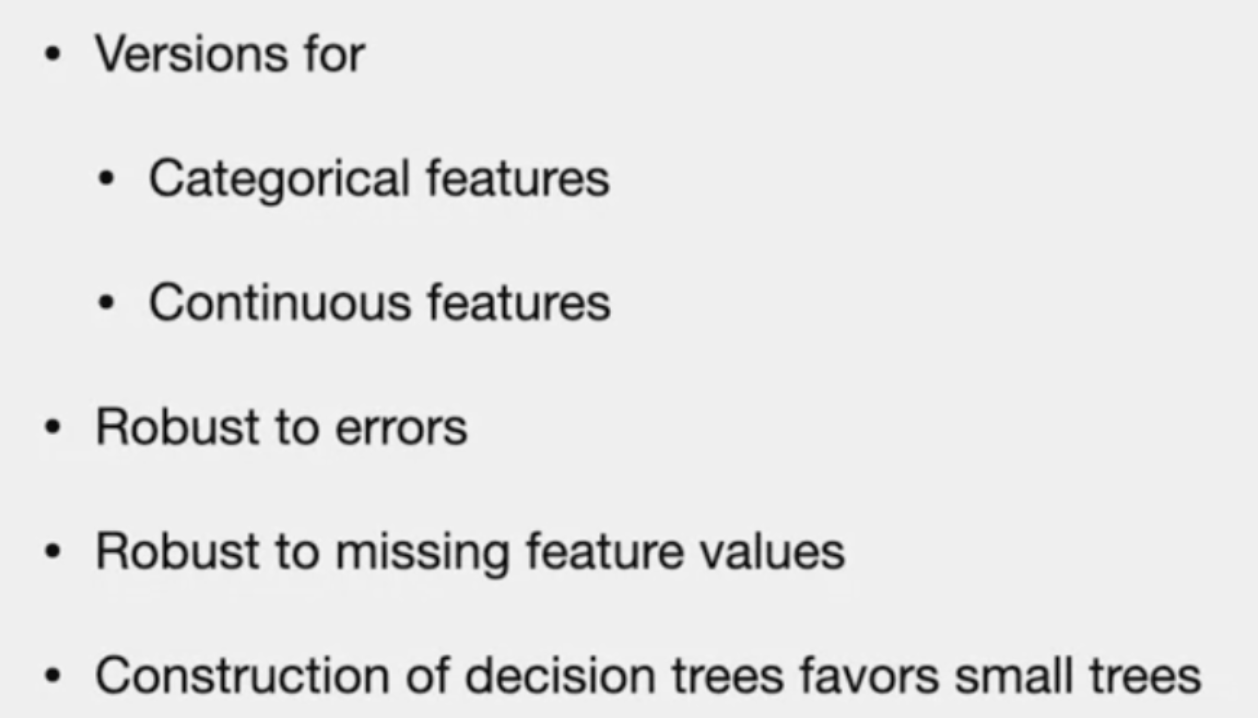 • Versions for
• Categorical features
• Continuous features
• Robust to errors
• Robust to missing feature values
• Construction of decision trees favors small trees